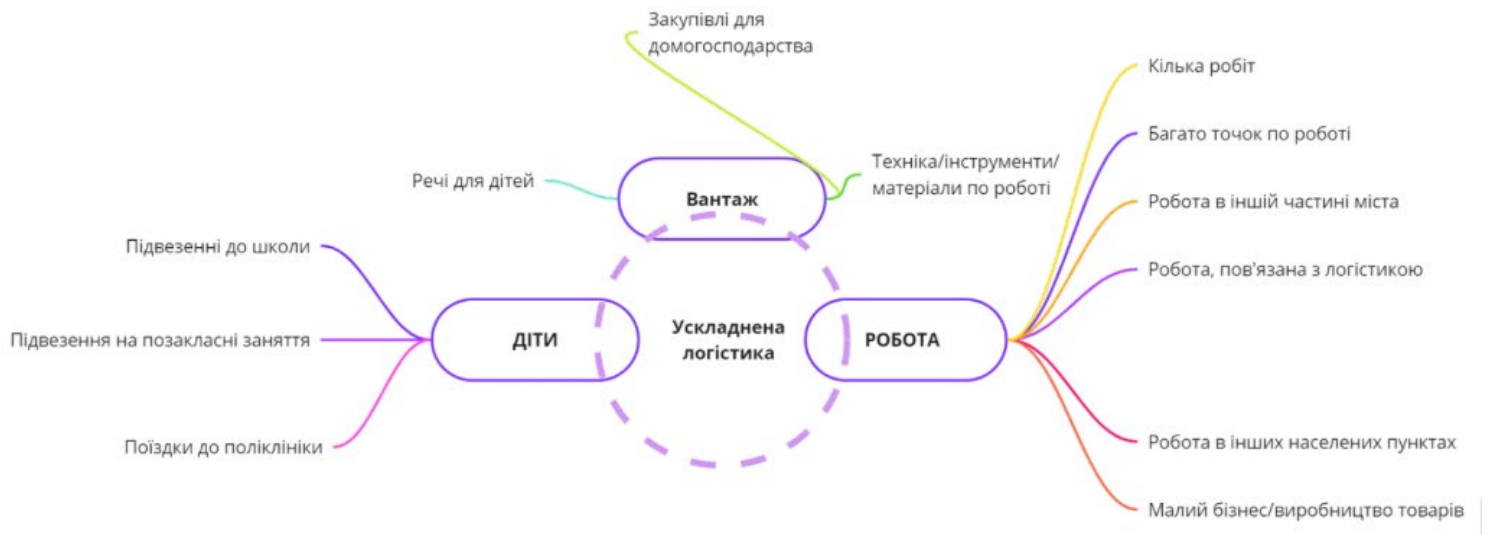 Закупівлі для
домогосподарства
Кілька робіт
Багато точок по роботі
Техніка/інструменти/
матеріали по роботі
Речі для дітей
Вантаж
Робота в іншій частині міста
Підвезенні до школи
Робота, пов'язана з логістикою
Підвезення на позакласні заняття
ДІТИ
Ускладнена
логістика
РОБОТА
Поїздки до поліклініки
Робота в інших населених пунктах
Малий бізнес/виробництво товарів